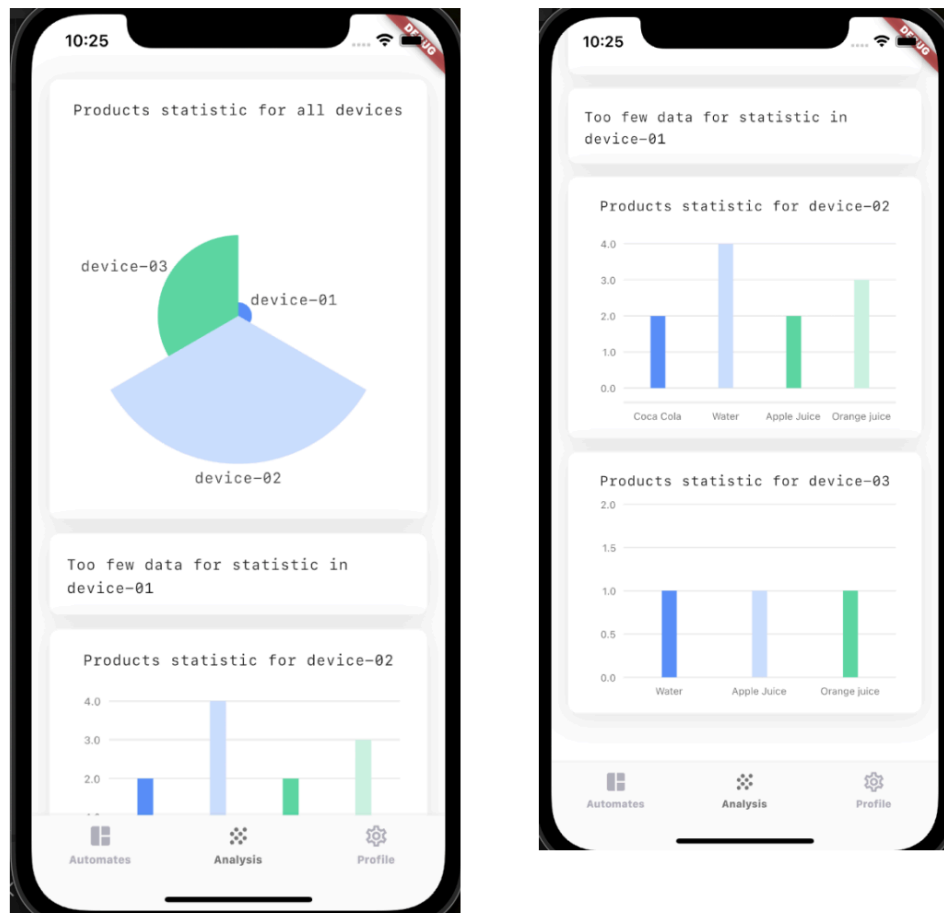 10:25
DEBUG
Products statistic for all devices
device-03
device-01
device-02
Too few data for statistic in
device-01
Products statistic for device-02
4.0
3.0
2.0
Automates
Analysis
Profile
10:25
DEBUG
Too few data for statistic in
device-01
Products statistic for device-02
4.0
3.0
2.0
1.0
0.0
Coca Cola Water Apple Juice Orange juice
Products statistic for device-03
2.0
1.5
1.0
0.5
0.0
Water Apple Juice Orange juice
Automates
Analysis
Profile